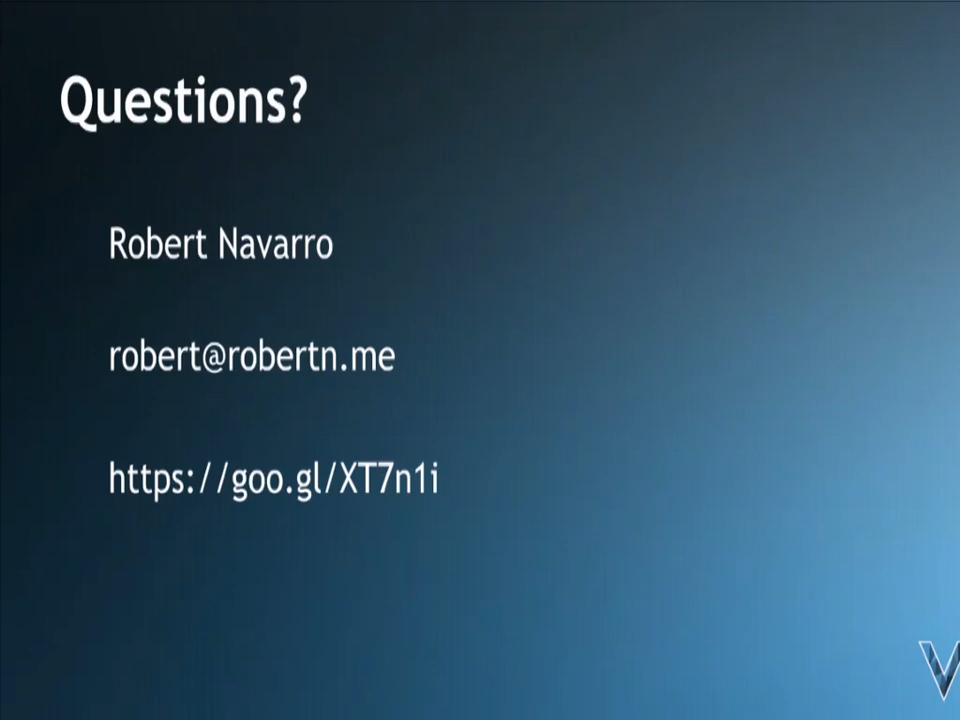 Questions?
Robert Navarro
robert@robertn.me
https://goo.gl/XT7n1i
V